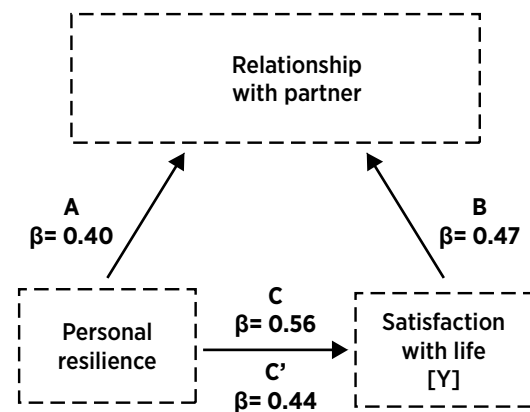 Relationship
with partner
A
β= 0.40
B
β= 0.47
Personal
resilience
C
β= 0.56
C’
β= 0.44
Satisfaction
with life
[Y]